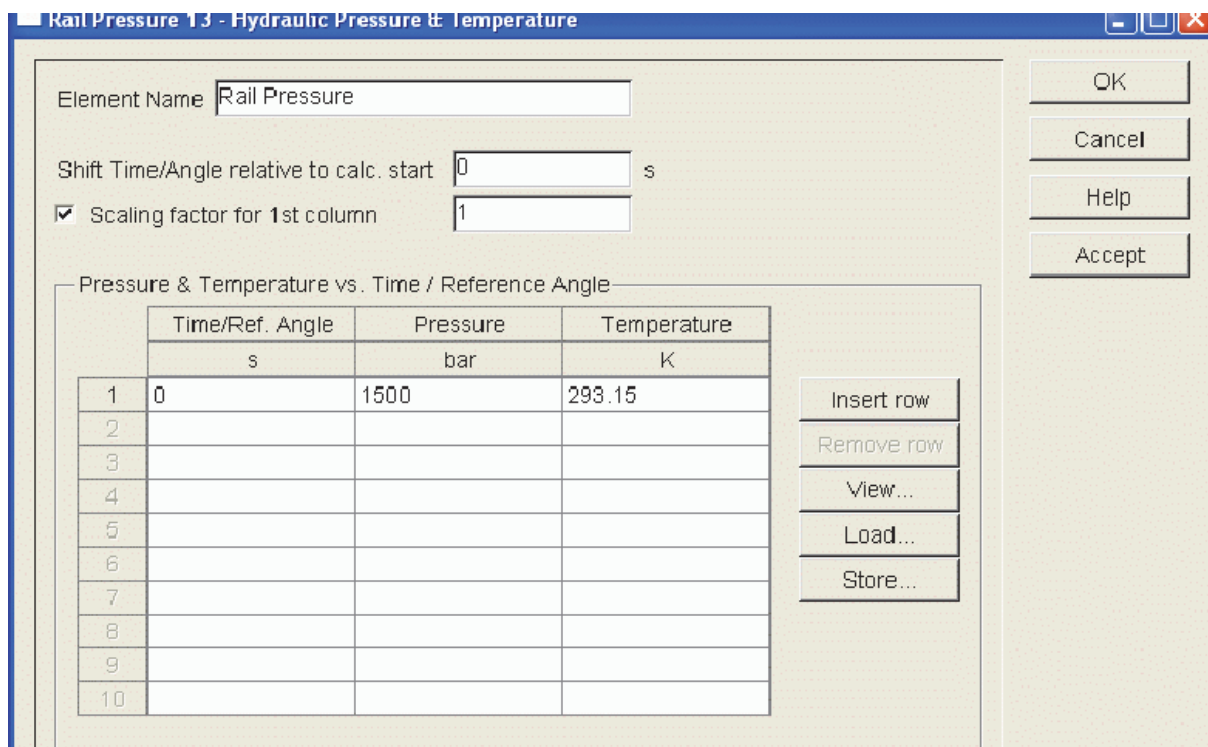 Rail Pressure 13 - Hydraulic Pressure & Temperature
Element Name Rail Pressure
Shift Time/Angle relative to calc. start 0 s
Scaling factor for 1st column 1
OK
Cancel
Help
Accept
Pressure & Temperature vs. Time / Reference Angle
Time/Ref. Angle Pressure Temperature
s bar K
1 0 1500 293.15
2
3
4
5
6
7
8
9
10
Insert row
Remove row
View...
Load...
Store...